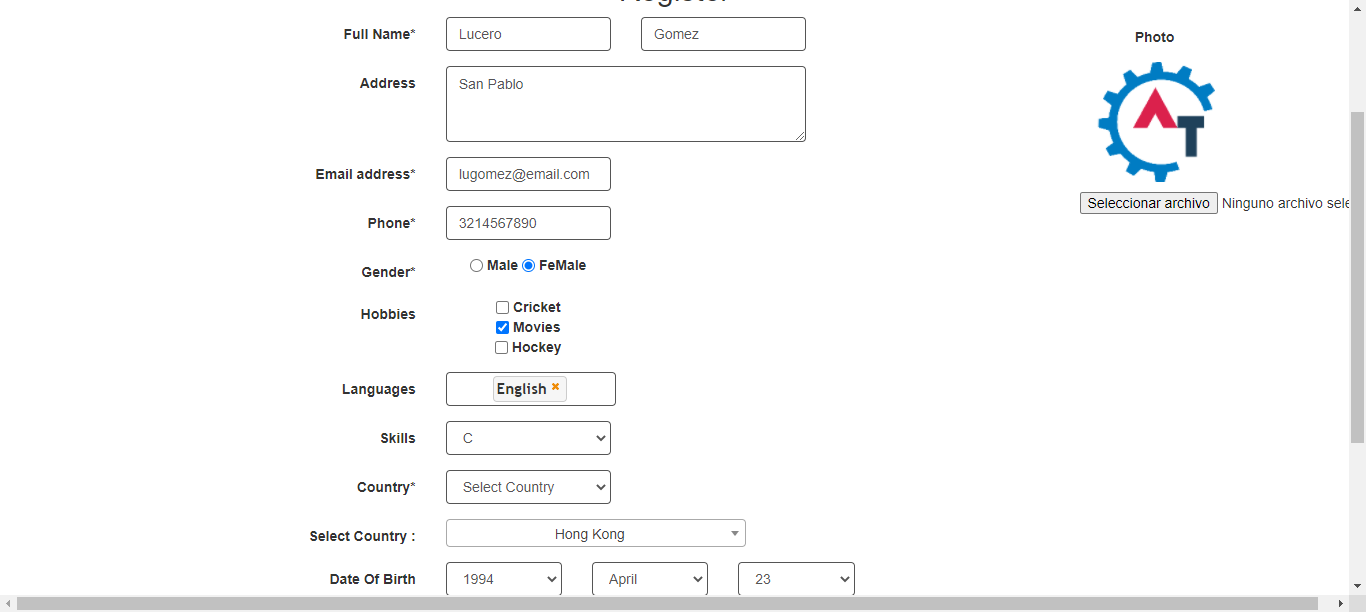 Register
Full Name* Lucero Gomez
Photo
Address San Pablo
AT
Email address* lugomez@email.com
Seleccionar archivo Ninguno archivo sele
Phone* 3214567890
Gender* Male FeMale
Hobbies Cricket
Movies
Hockey
Languages English
Skills C
Country* Select Country
Select Country : Hong Kong
Date Of Birth 1994 April 23